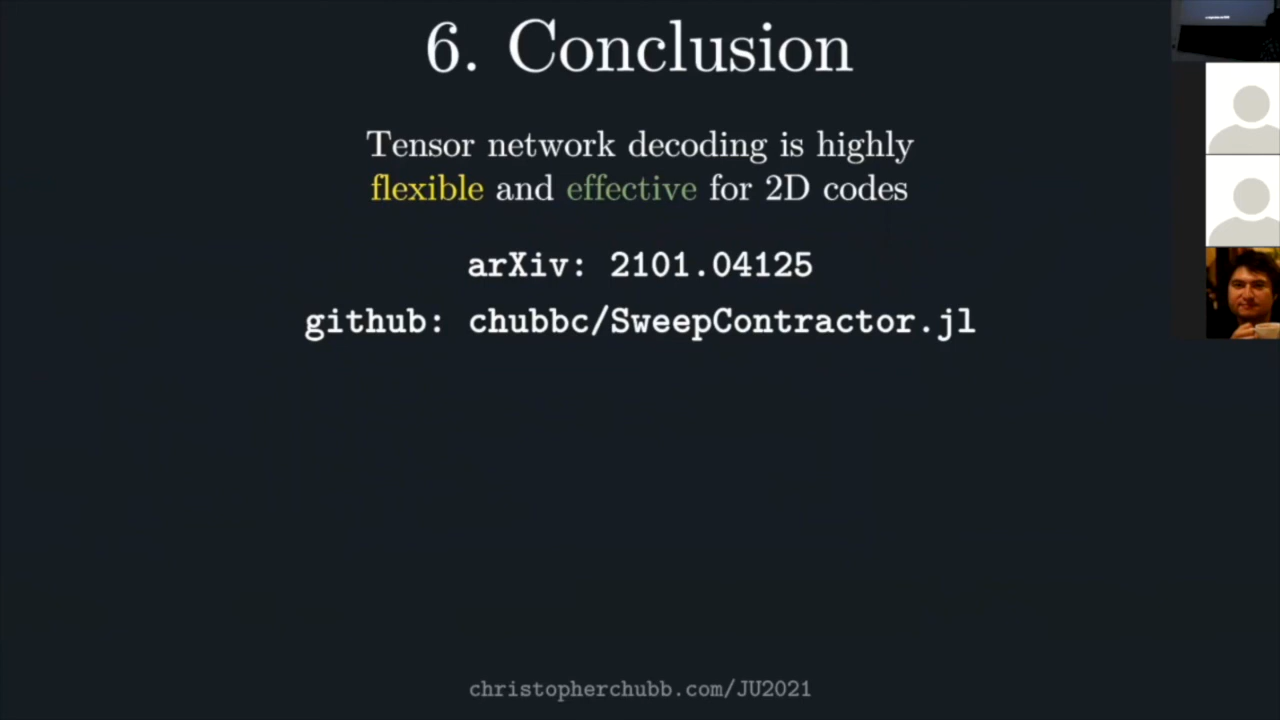 6. Conclusion
Tensor network decoding is highly
flexible and effective for 2D codes
arXiv: 2101.04125
github: chubbc/SweepContractor.jl
christopherchubb.com/JU2021